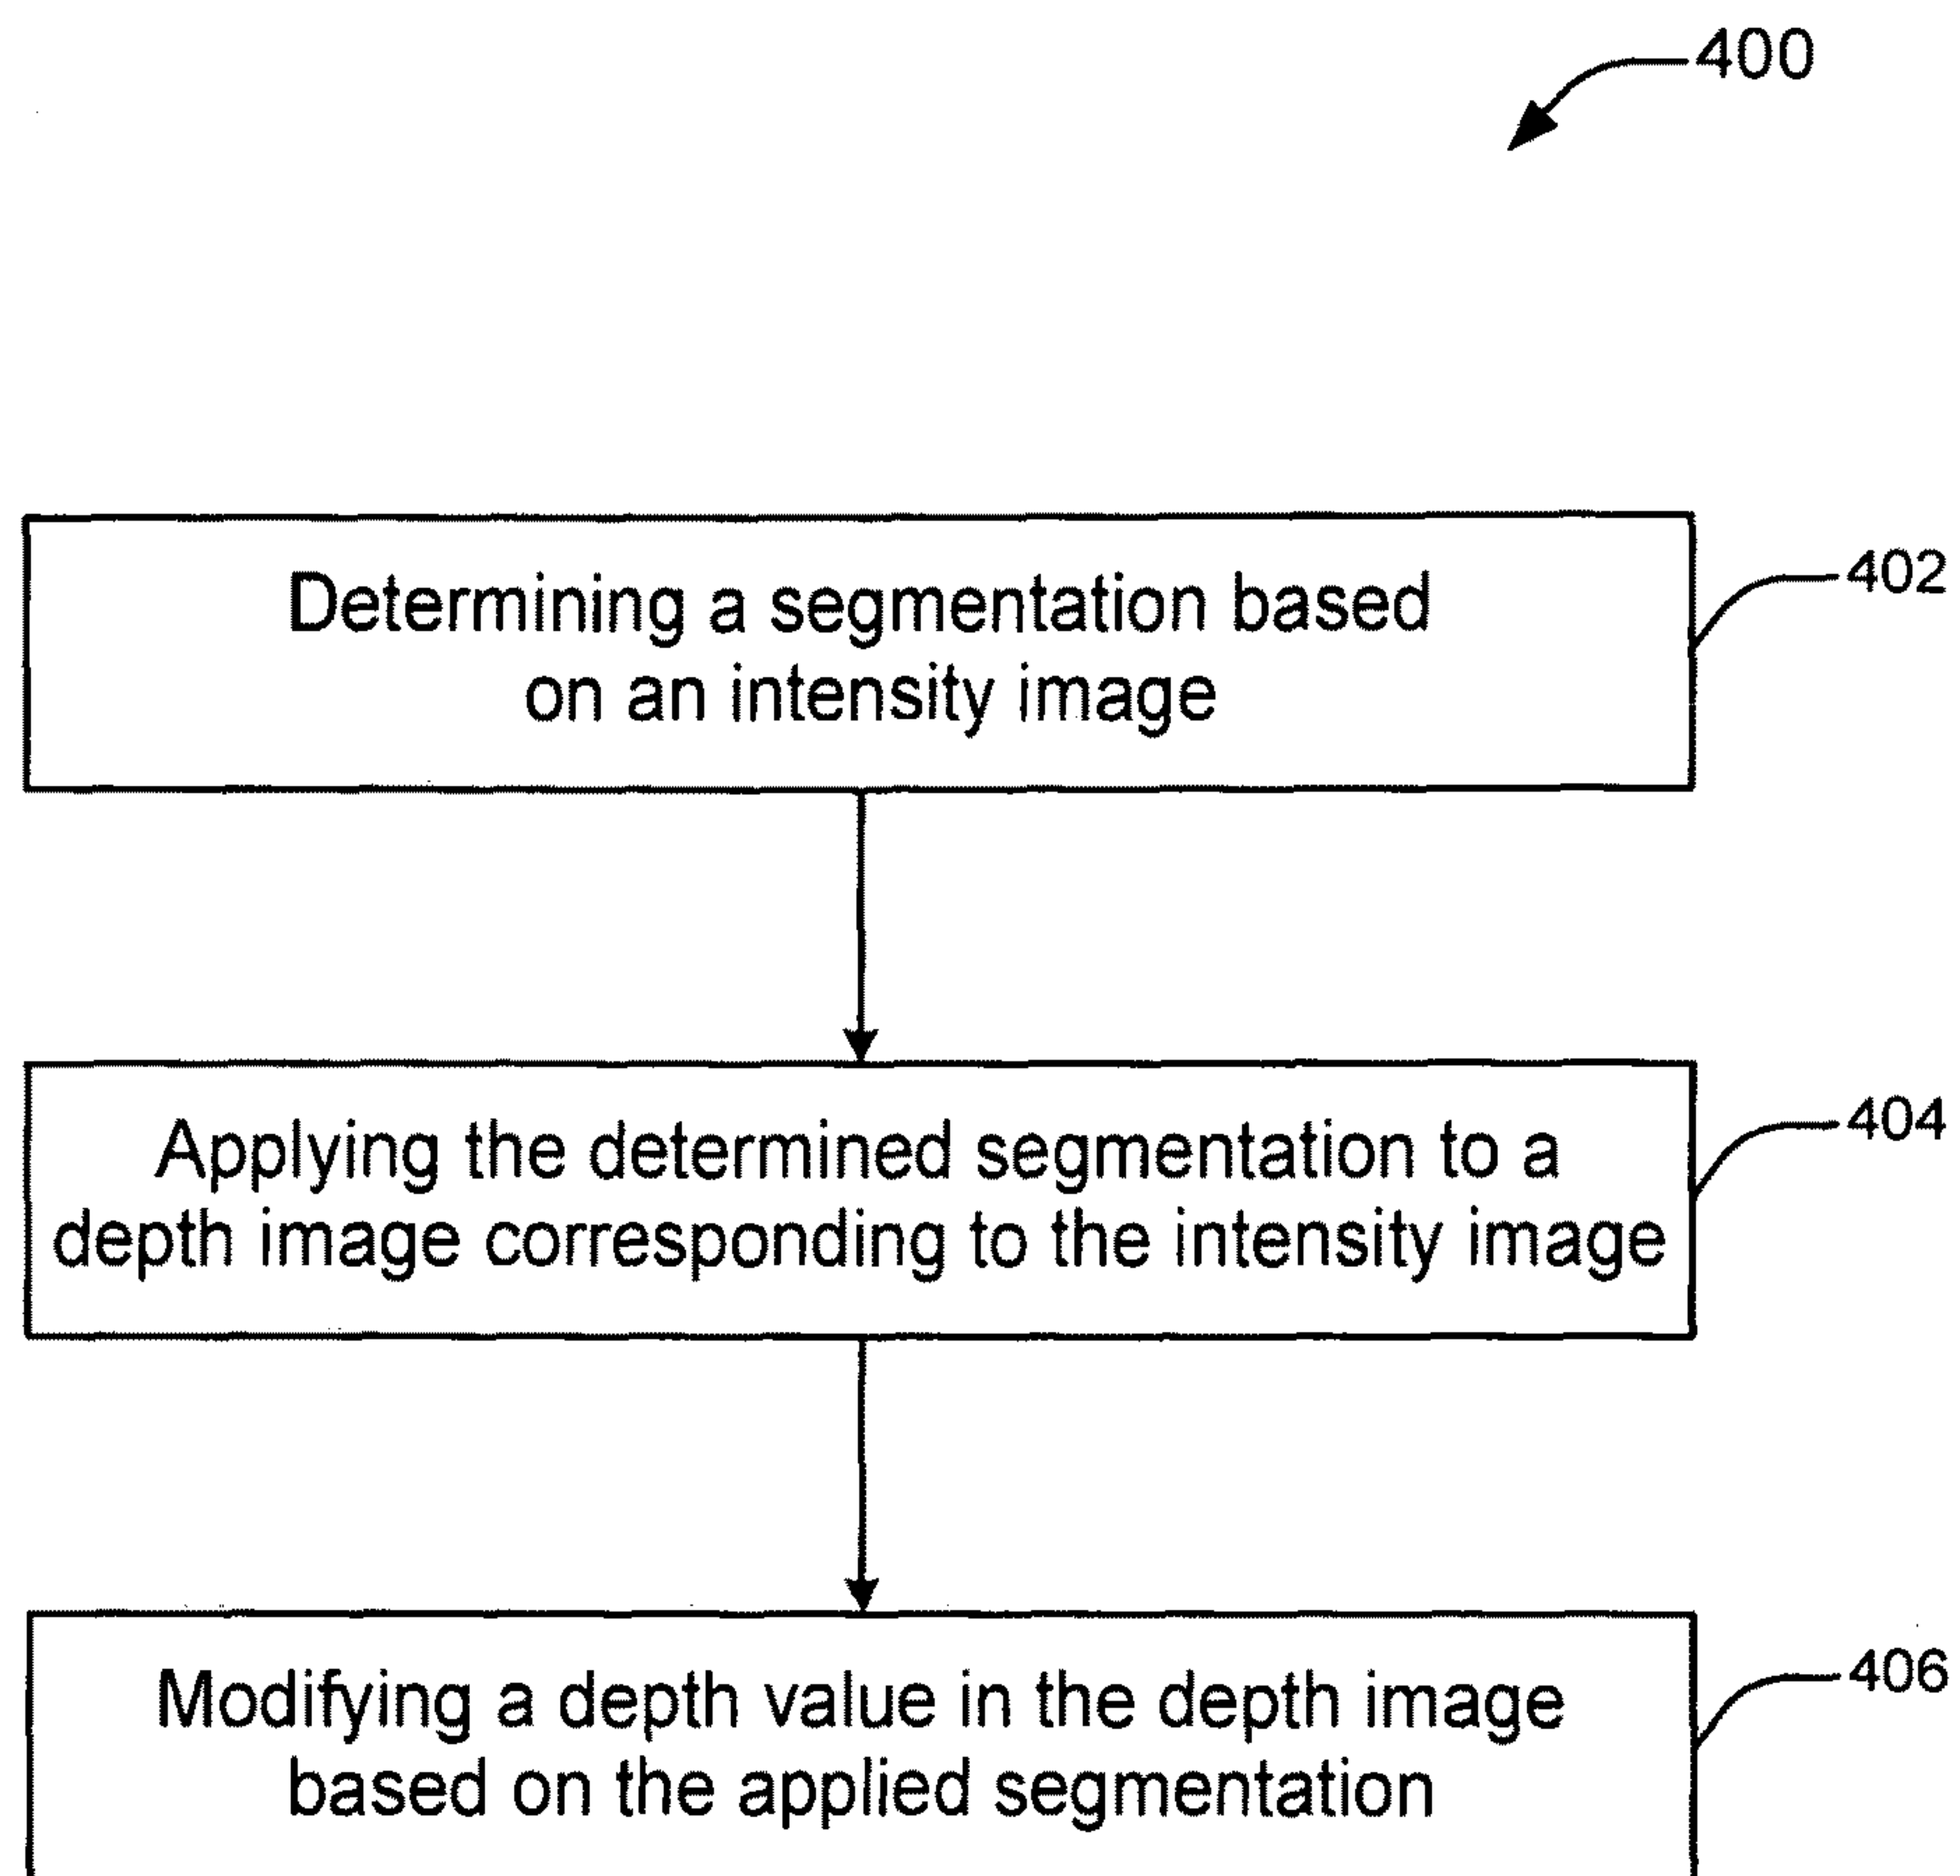 400
Determining a segmentation based
on an intensity image
402
Applying the determined segmentation to a
depth image corresponding to the intensity image
404
Modifying a depth value in the depth image
based on the applied segmentation
406